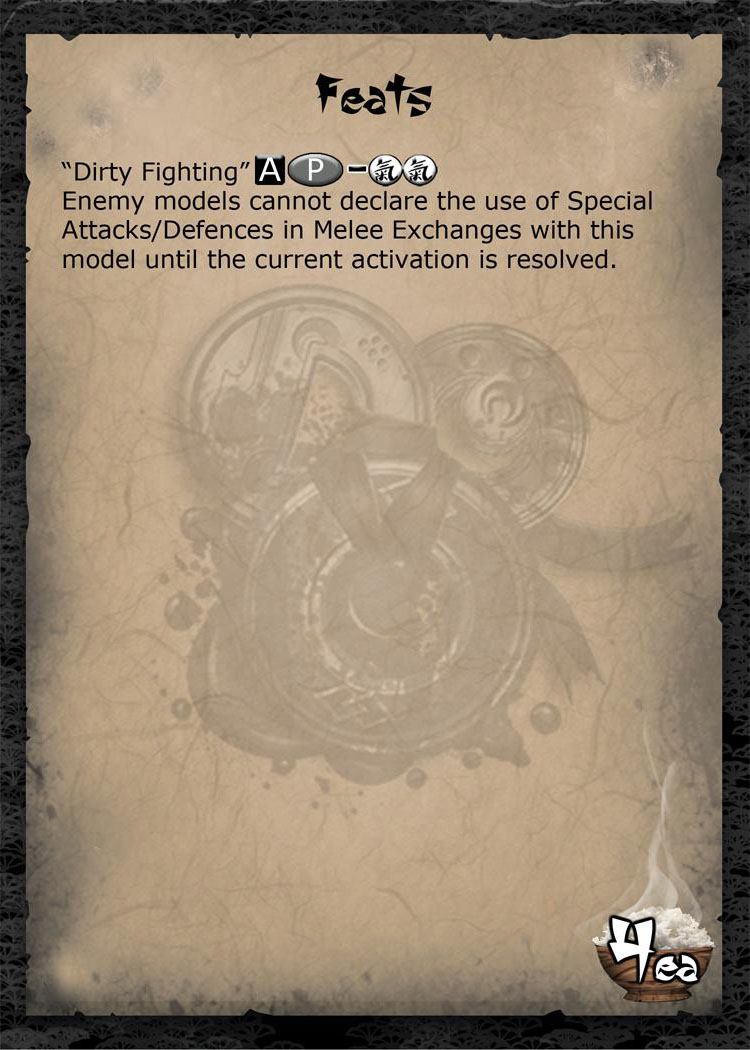 Feats
“Dirty Fighting” A P - 氣 氣
Enemy models cannot declare the use of Special
Attacks/Defences in Melee Exchanges with this
model until the current activation is resolved.
4ea